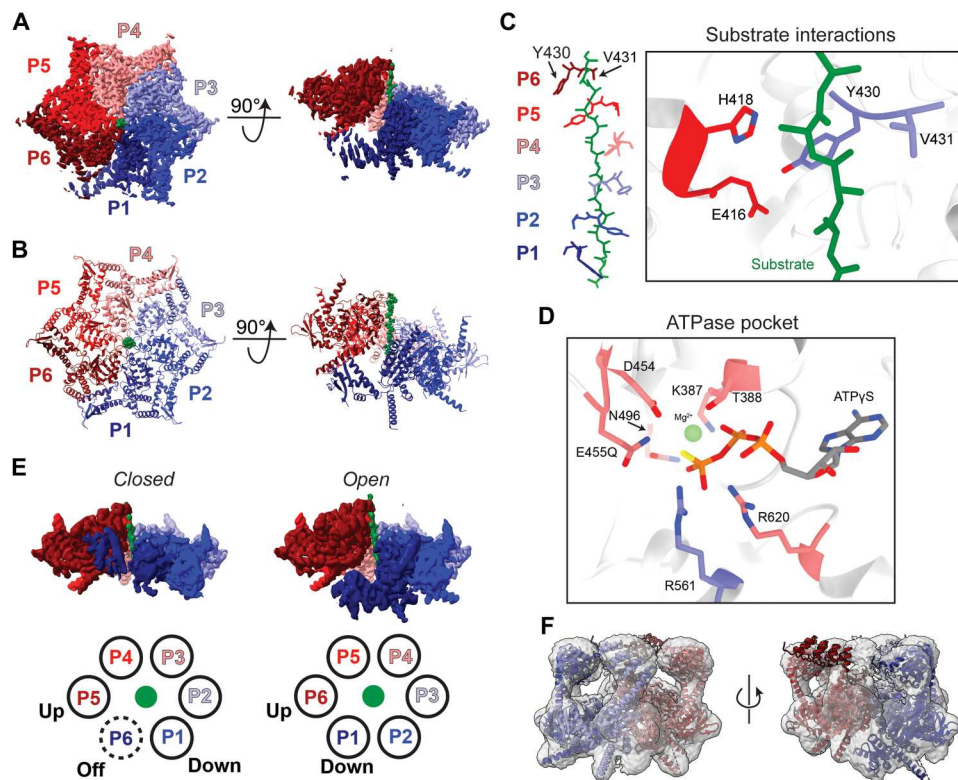 A
P4
P5
P3
P6
P2
P1
90°
B
P4
P5
P3
P6
P2
P1
90°
C
Substrate interactions
Y430
V431
P6
P5
P4
P3
P2
P1
H418
Y430
V431
E416
Substrate
D
ATPase pocket
D454
K387
T388
ATPγS
N496
Mg²⁺
E455Q
R620
R561
E
Closed
Open
P4
P3
P5
P2
P6
P1
Up
Off
Down
P5
P4
P6
P3
P1
P2
Up
Down
F